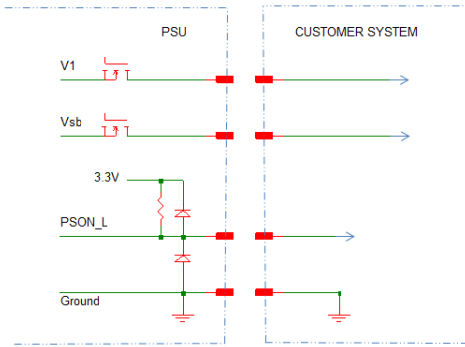 PSU
CUSTOMER SYSTEM
V1
Vsb
3.3V
PSON_L
Ground